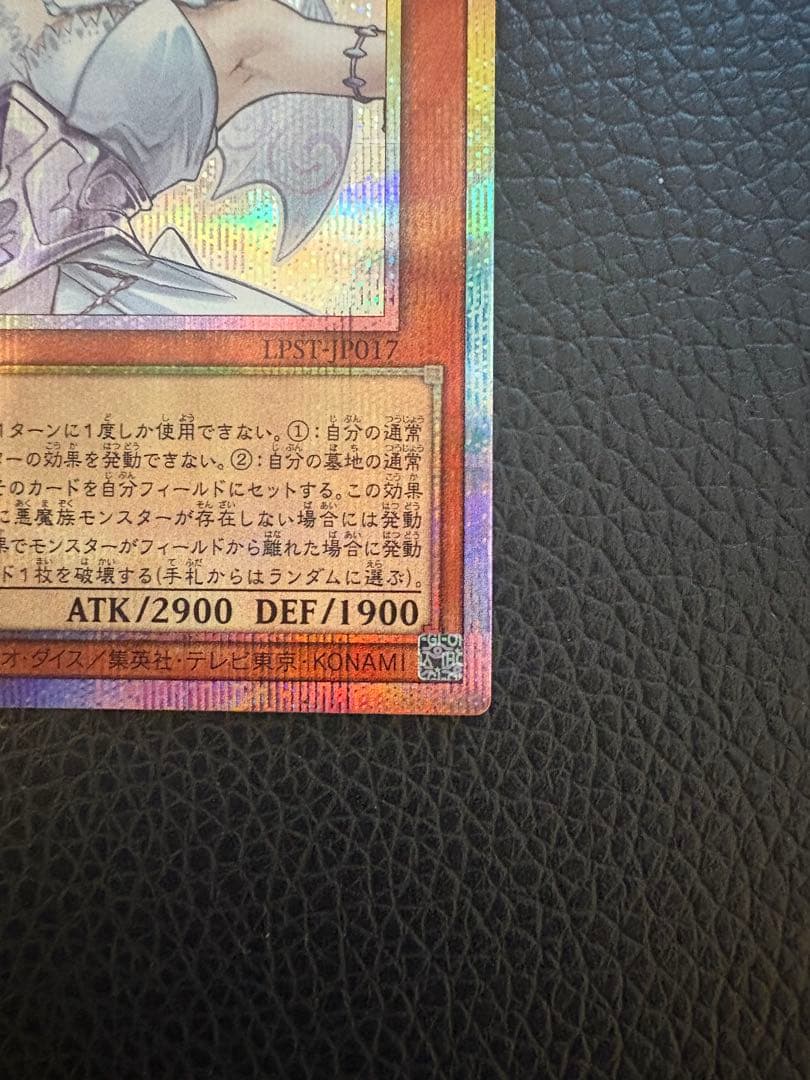 LPST-JP017
1ターンに1度しか使用できない。①:自分の通常
ターの効果を発動できない。②:自分の墓地の通常
そのカードを自分フィールドにセットする。この効果
に悪魔族モンスターが存在しない場合には発動
果でモンスターがフィールドから離れた場合に発動
ド1枚を破壊する(手札からはランダムに選ぶ)。
ATK/2900 DEF/1900
オ・ダイス/集英社・テレビ東京・KONAMI